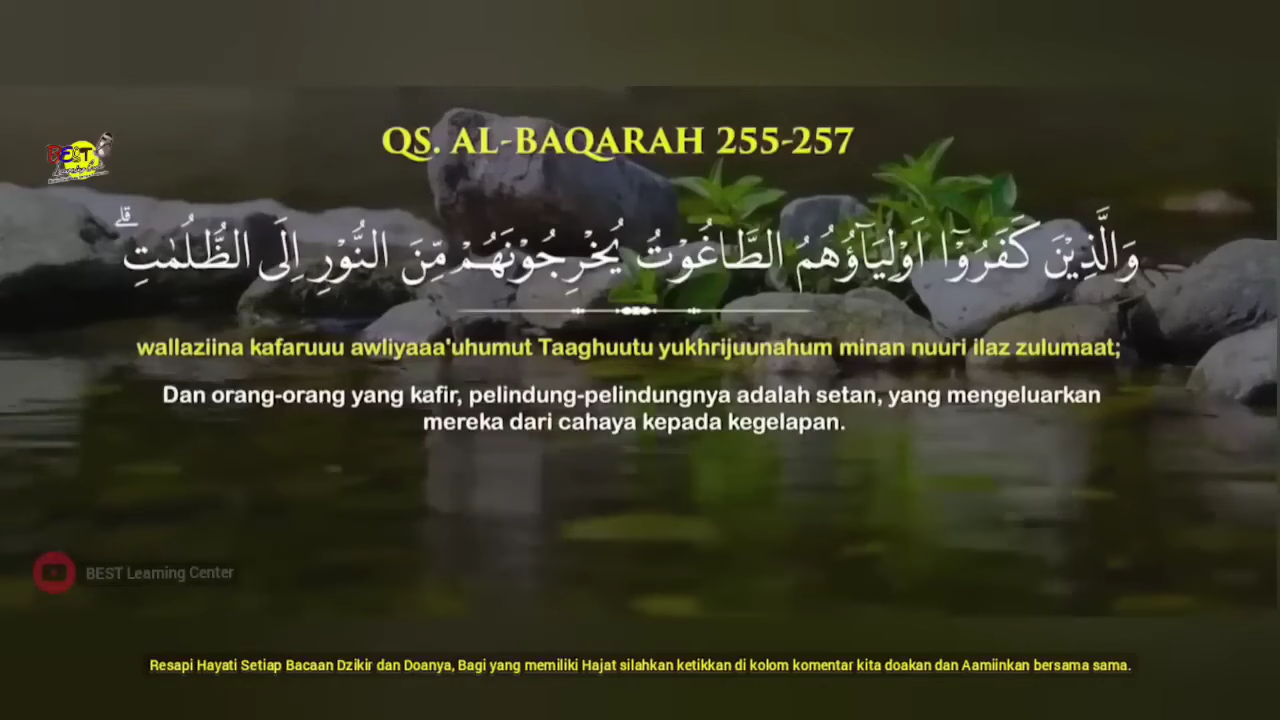 QS. AL-BAQARAH 255-257
وَالَّذِيْنَ كَفَرُوْٓا اَوْلِيَاۤؤُهُمُ الطَّاغُوْتُ يُخْرِجُوْنَهُمْ مِّنَ النُّوْرِ اِلَى الظُّلُمٰتِۗ
wallaziina kafaruuu awliyaaa'uhumut Taaghuutu yukhrijuunahum minan nuuri ilaz zulumaat;
Dan orang-orang yang kafir, pelindung-pelindungnya adalah setan, yang mengeluarkan
mereka dari cahaya kepada kegelapan.
BEST Learning Center
Resapi Hayati Setiap Bacaan Dzikir dan Doanya, Bagi yang memiliki Hajat silahkan ketikkan di kolom komentar kita doakan dan Aamiinkan bersama sama.
BEST